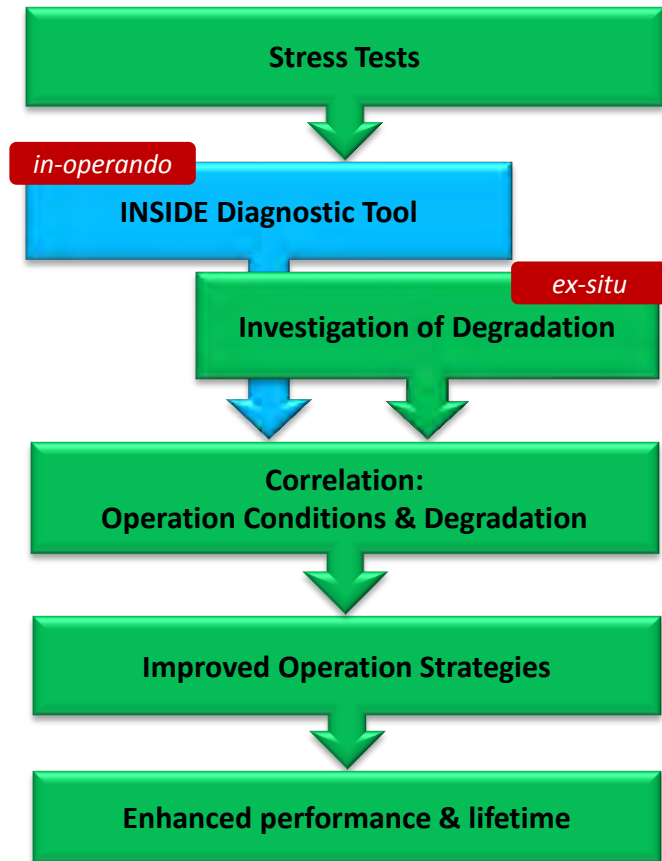 Stress Tests
in-operando
INSIDE Diagnostic Tool
ex-situ
Investigation of Degradation
Correlation:
Operation Conditions & Degradation
Improved Operation Strategies
Enhanced performance & lifetime